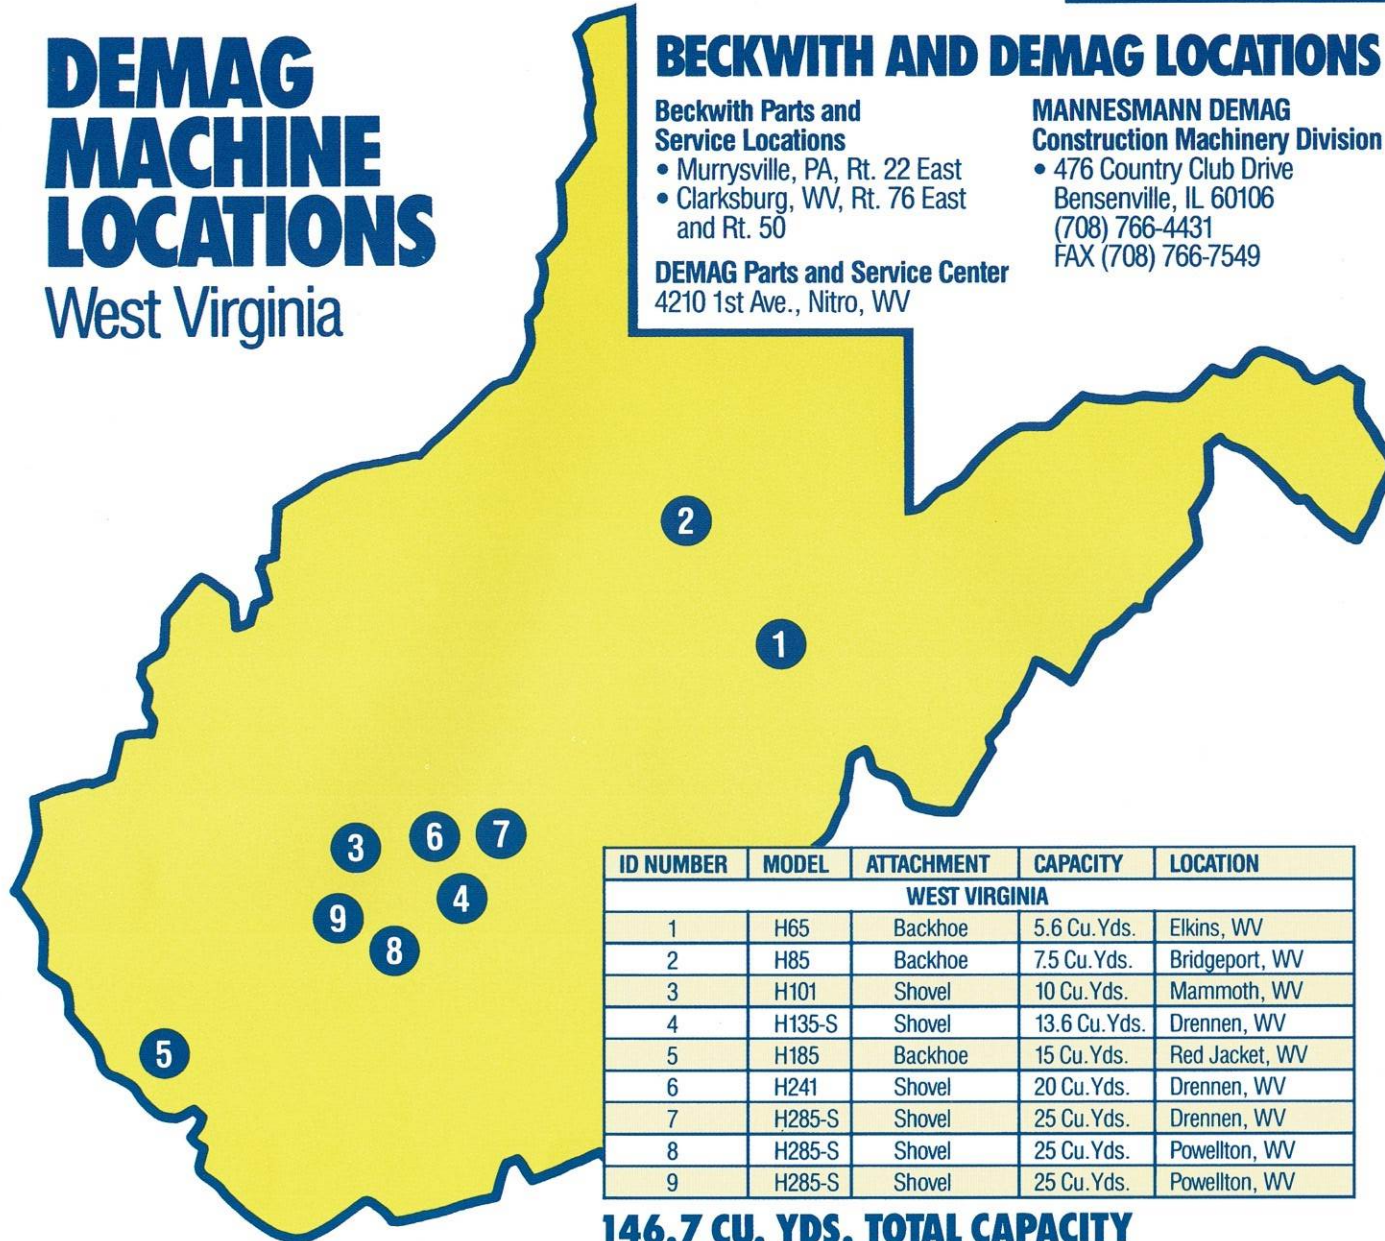 DEMAG
MACHINE
LOCATIONS
West Virginia
BECKWITH AND DEMAG LOCATIONS
Beckwith Parts and
Service Locations
• Murrysville, PA, Rt. 22 East
• Clarksburg, WV, Rt. 76 East
and Rt. 50
DEMAG Parts and Service Center
4210 1st Ave., Nitro, WV
MANNESMANN DEMAG
Construction Machinery Division
• 476 Country Club Drive
Bensenville, IL 60106
(708) 766-4431
FAX (708) 766-7549
2
1
3
6
7
4
9
8
5
ID NUMBER MODEL ATTACHMENT CAPACITY LOCATION
WEST VIRGINIA
1 H65 Backhoe 5.6 Cu.Yds. Elkins, WV
2 H85 Backhoe 7.5 Cu.Yds. Bridgeport, WV
3 H101 Shovel 10 Cu.Yds. Mammoth, WV
4 H135-S Shovel 13.6 Cu.Yds. Drennen, WV
5 H185 Backhoe 15 Cu.Yds. Red Jacket, WV
6 H241 Shovel 20 Cu.Yds. Drennen, WV
7 H285-S Shovel 25 Cu.Yds. Drennen, WV
8 H285-S Shovel 25 Cu.Yds. Powellton, WV
9 H285-S Shovel 25 Cu.Yds. Powellton, WV
146.7 CU. YDS. TOTAL CAPACITY